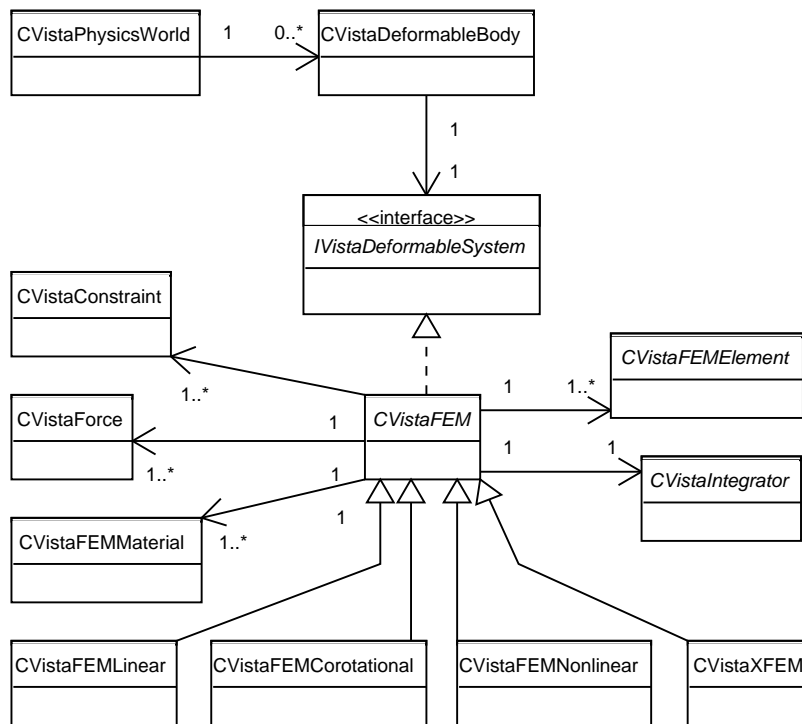 CVistaPhysicsWorld
1
0..*
CVistaDeformableBody
1
1
<<interface>>
IVistaDeformableSystem
CVistaConstraint
1..*
CVistaForce
1
1..*
CVistaFEM
1
1..*
CVistaFEMElement
1
1
CVistaIntegrator
1
1
CVistaFEMMaterial
1..*
CVistaFEMLinear
CVistaFEMCorotational
CVistaFEMNonlinear
CVistaXFEM